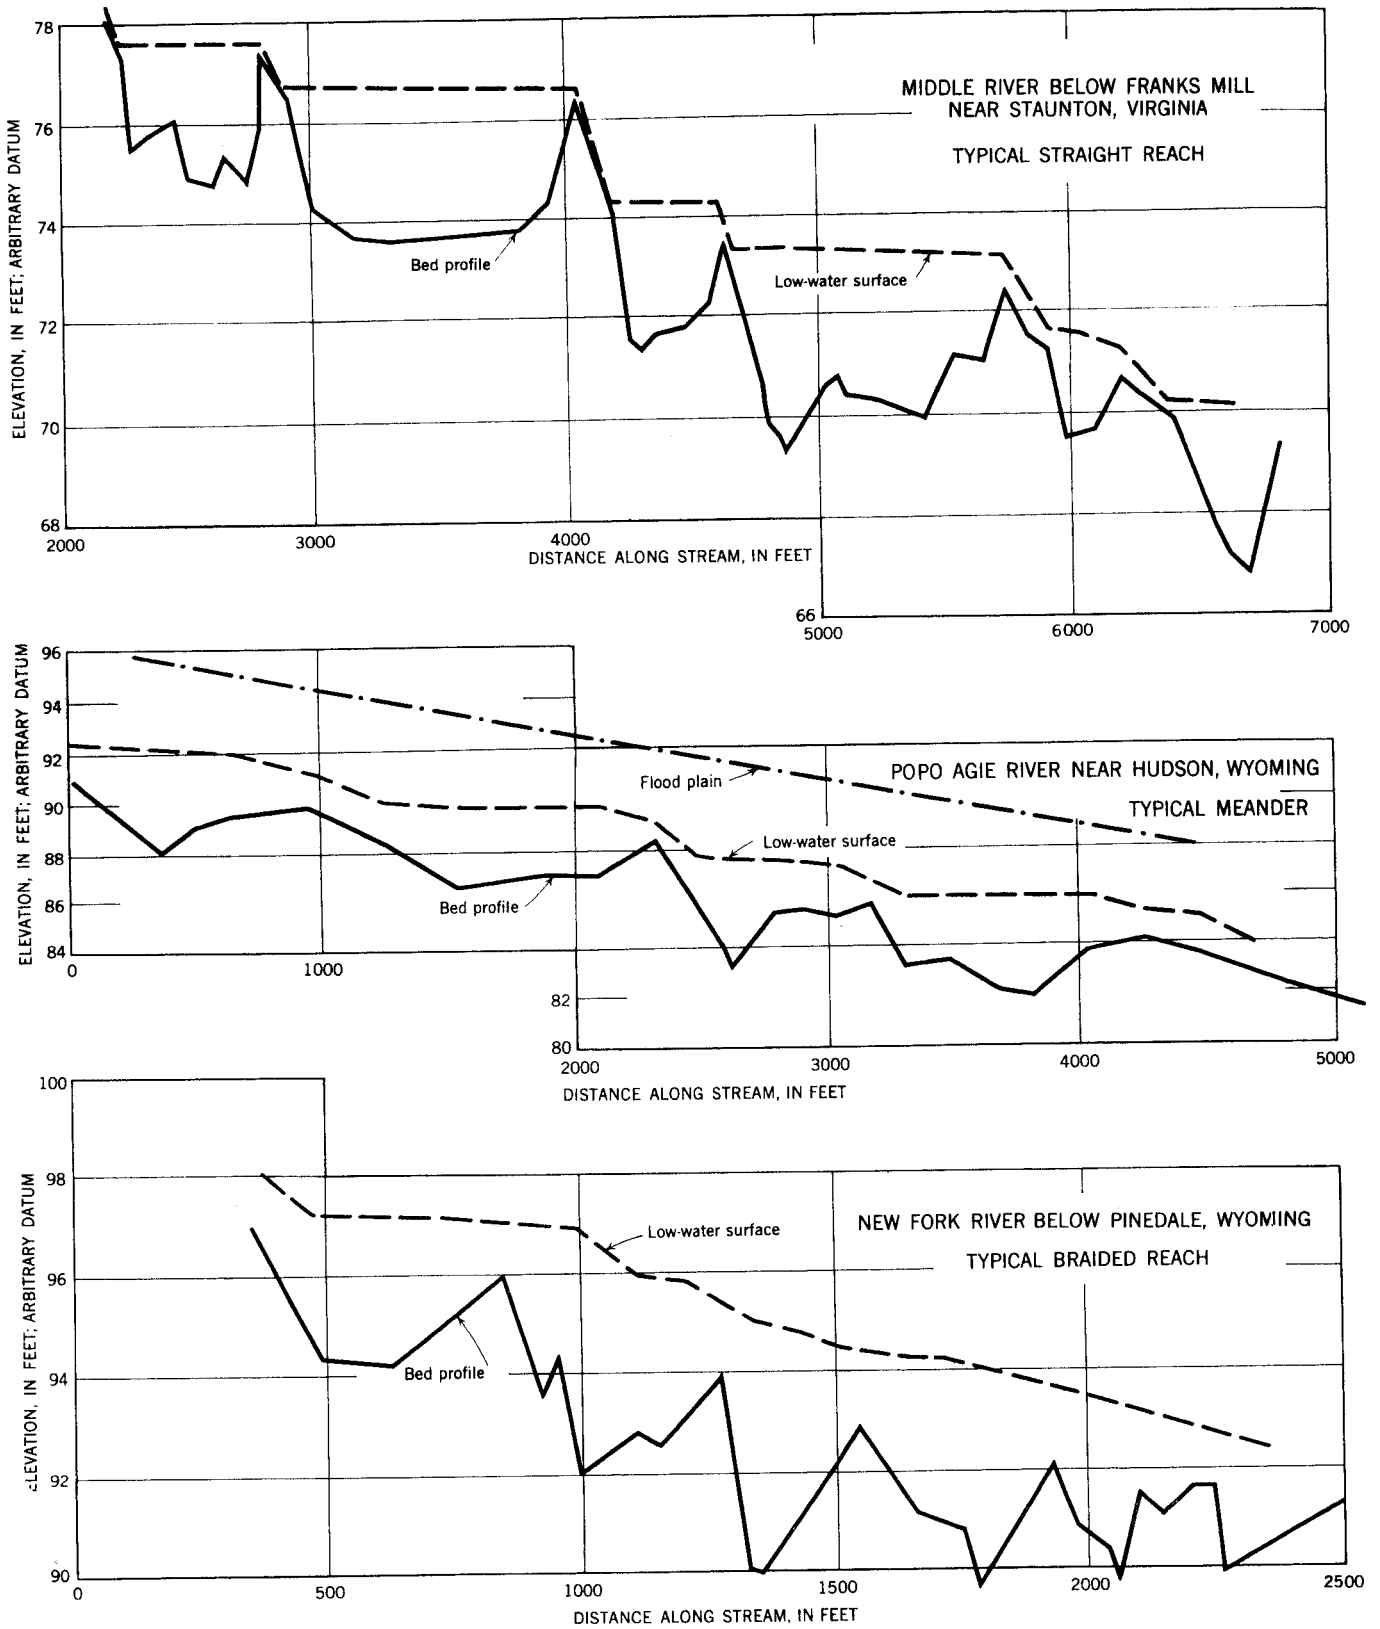 ELEVATION, IN FEET; ARBITRARY DATUM
78
76
74
72
70
68
66
MIDDLE RIVER BELOW FRANKS MILL
NEAR STAUNTON, VIRGINIA
TYPICAL STRAIGHT REACH
Bed profile
Low-water surface
2000
3000
4000
5000
6000
7000
DISTANCE ALONG STREAM, IN FEET
ELEVATION, IN FEET; ARBITRARY DATUM
96
94
92
90
88
86
84
82
80
POPO AGIE RIVER NEAR HUDSON, WYOMING
TYPICAL MEANDER
Flood plain
Low-water surface
Bed profile
0
1000
2000
3000
4000
5000
DISTANCE ALONG STREAM, IN FEET
ELEVATION, IN FEET; ARBITRARY DATUM
100
98
96
94
92
90
NEW FORK RIVER BELOW PINEDALE, WYOMING
TYPICAL BRAIDED REACH
Low-water surface
Bed profile
0
500
1000
1500
2000
2500
DISTANCE ALONG STREAM, IN FEET